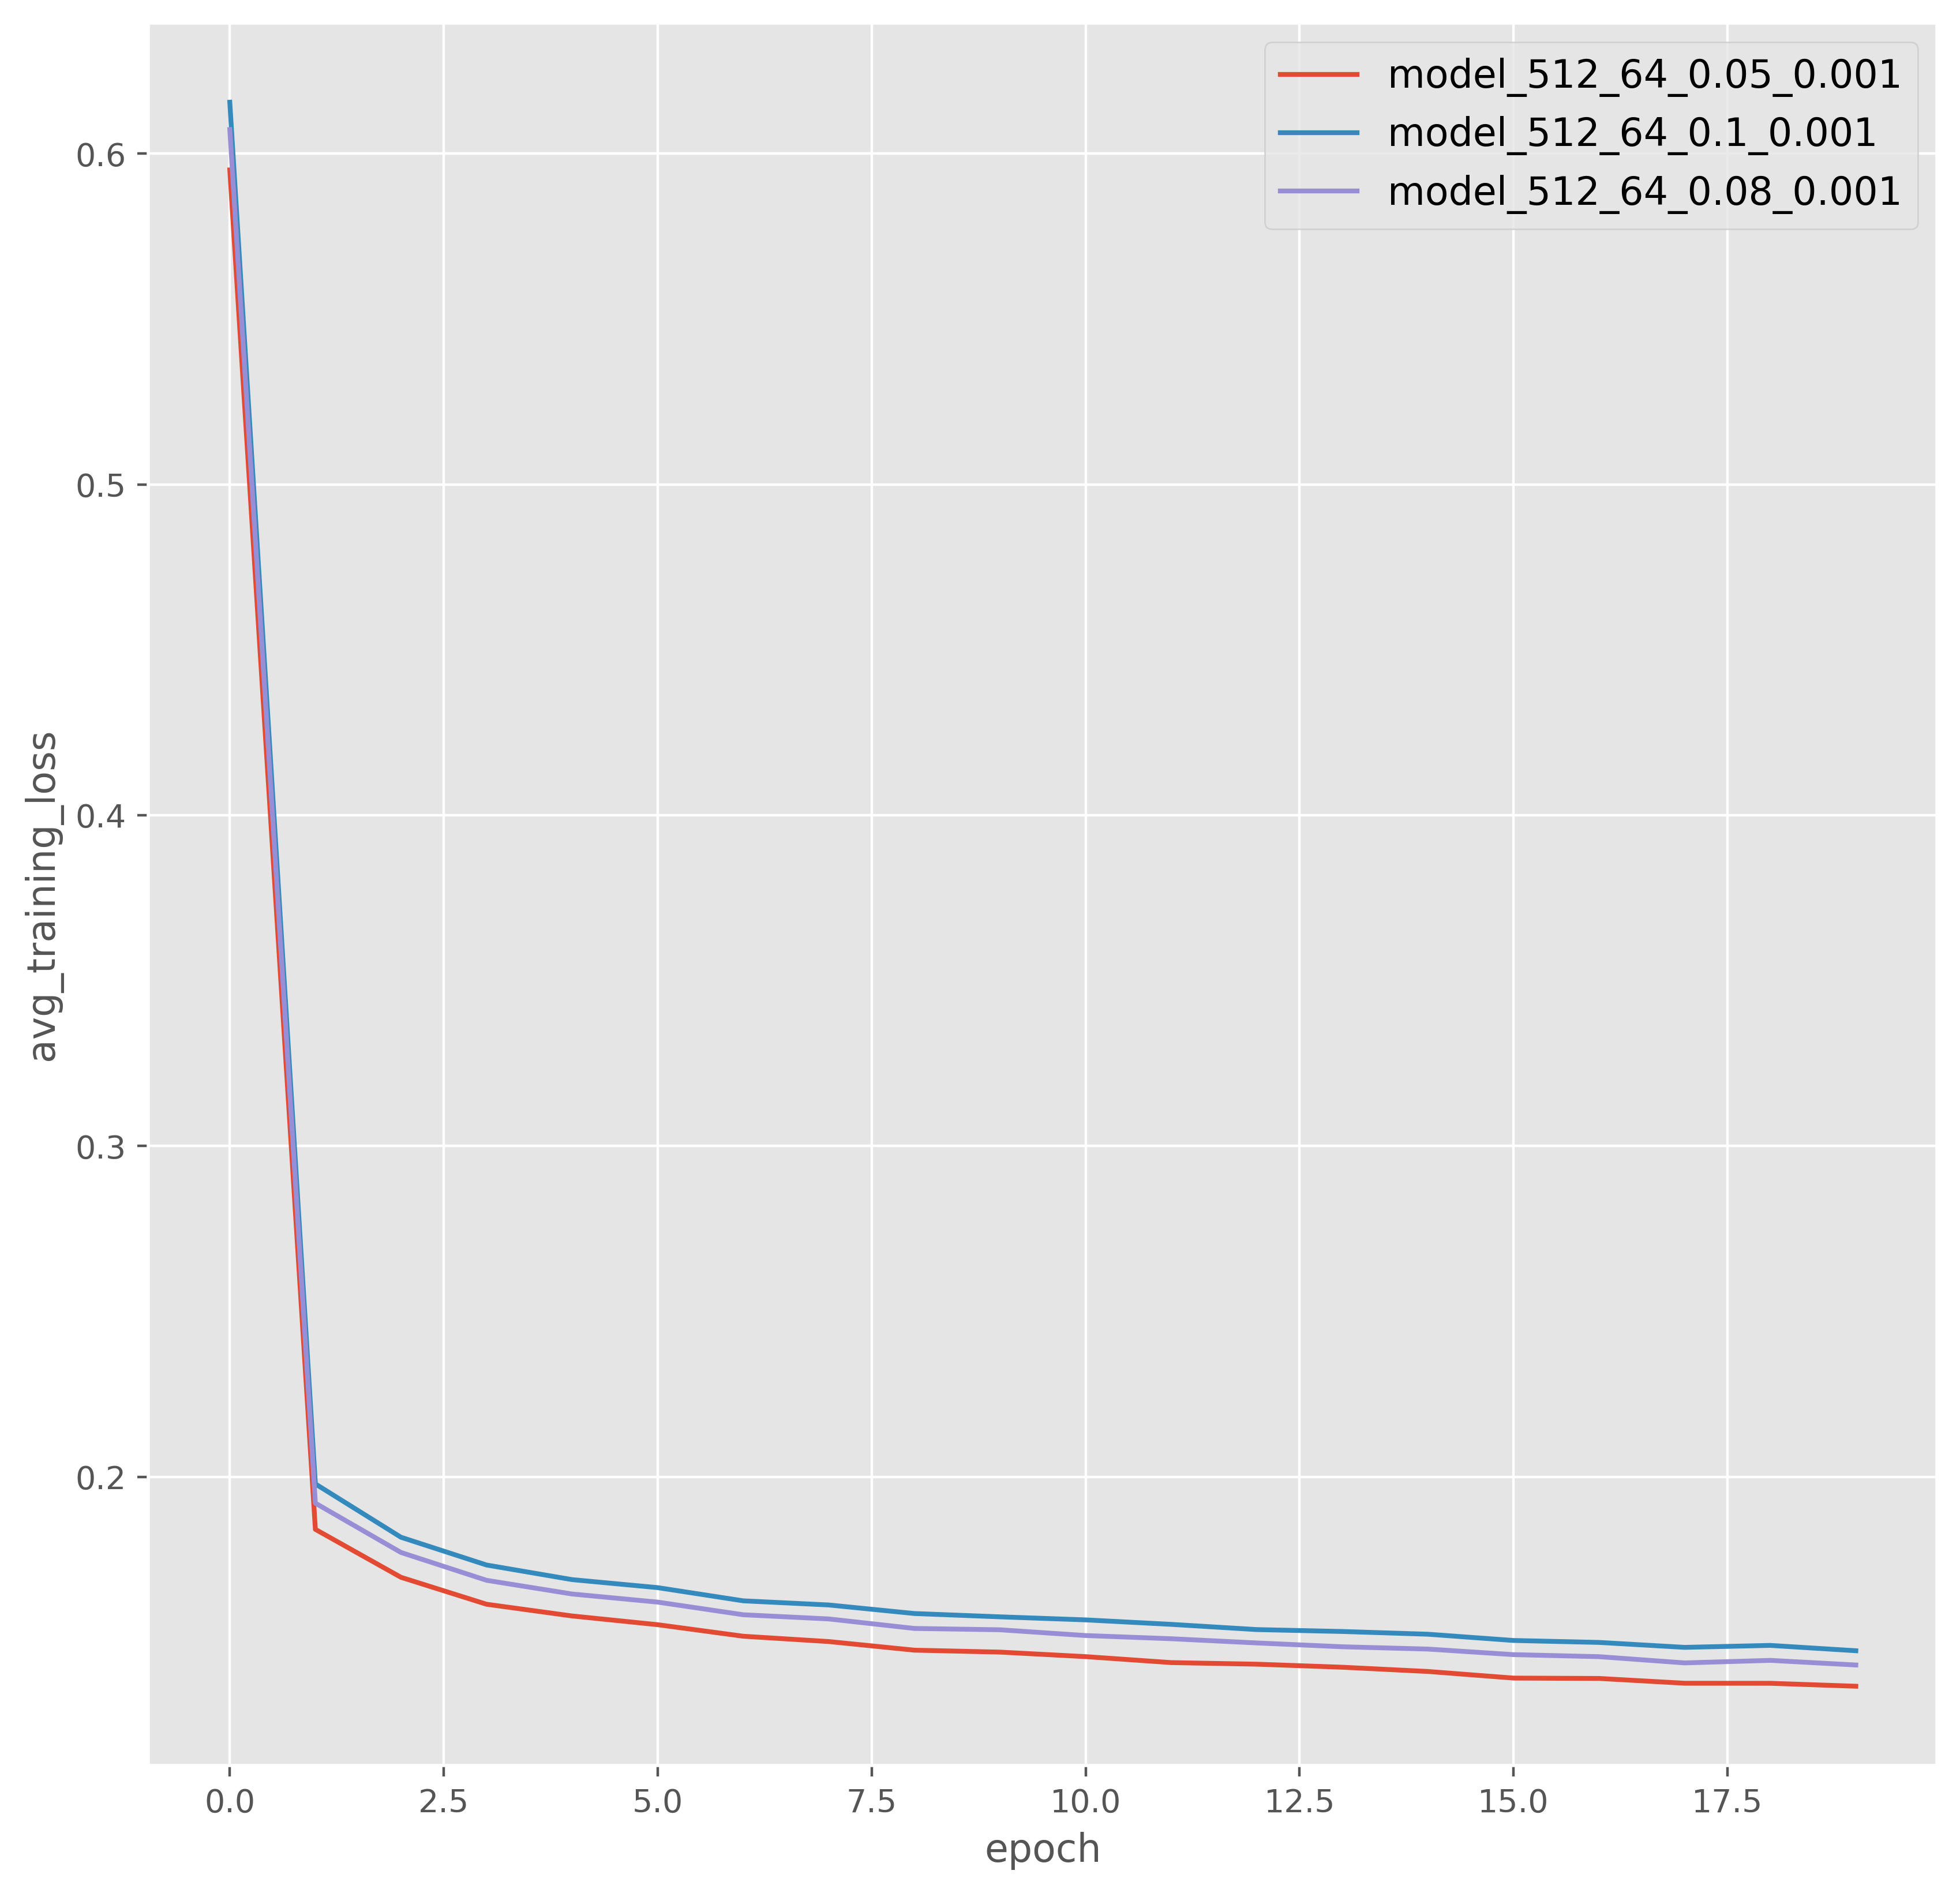 model_512_64_0.05_0.001
model_512_64_0.1_0.001
model_512_64_0.08_0.001
0.6
0.5
0.4
0.3
0.2
avg_training_loss
0.0 2.5 5.0 7.5 10.0 12.5 15.0 17.5
epoch